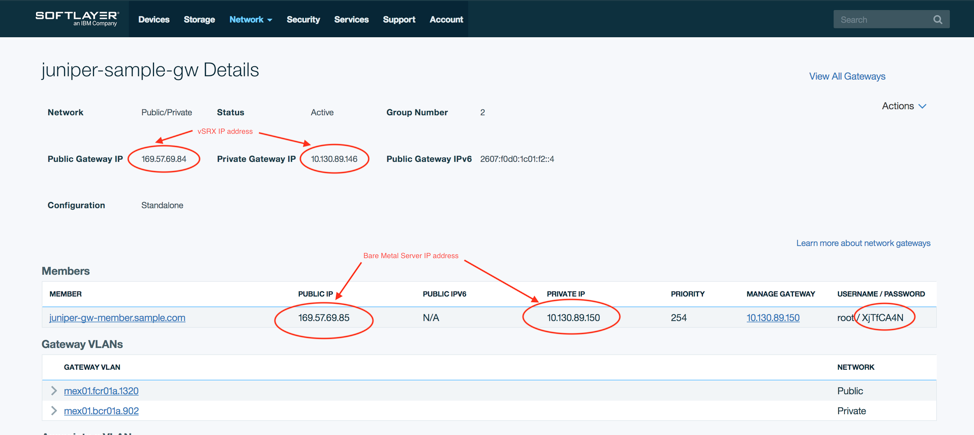 SOFTLAYER®
an IBM Company
Devices Storage Network Security Services Support Account
Search
juniper-sample-gw Details
View All Gateways
Actions
Network Public/Private Status Active Group Number 2
vSRX IP address
Public Gateway IP 169.57.69.84 Private Gateway IP 10.130.89.146 Public Gateway IPv6 2607:f0d0:1c01:f2::4
Configuration Standalone
Learn more about network gateways
Bare Metal Server IP address
Members
MEMBER PUBLIC IP PUBLIC IPV6 PRIVATE IP PRIORITY MANAGE GATEWAY USERNAME / PASSWORD
juniper-gw-member.sample.com 169.57.69.85 N/A 10.130.89.150 254 10.130.89.150 root / XjTfCA4N
Gateway VLANs
GATEWAY VLAN NETWORK
mex01.fcr01a.1320 Public
mex01.bcr01a.902 Private